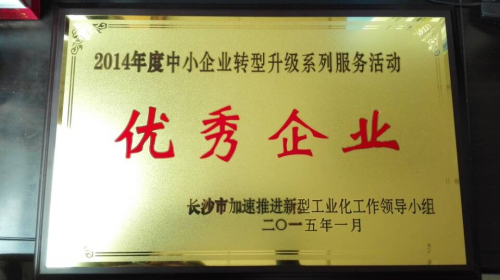 2014年度中小企业转型升级系列服务活动
优秀企业
长沙市加速推进新型工业化工作领导小组
二〇一五年一月